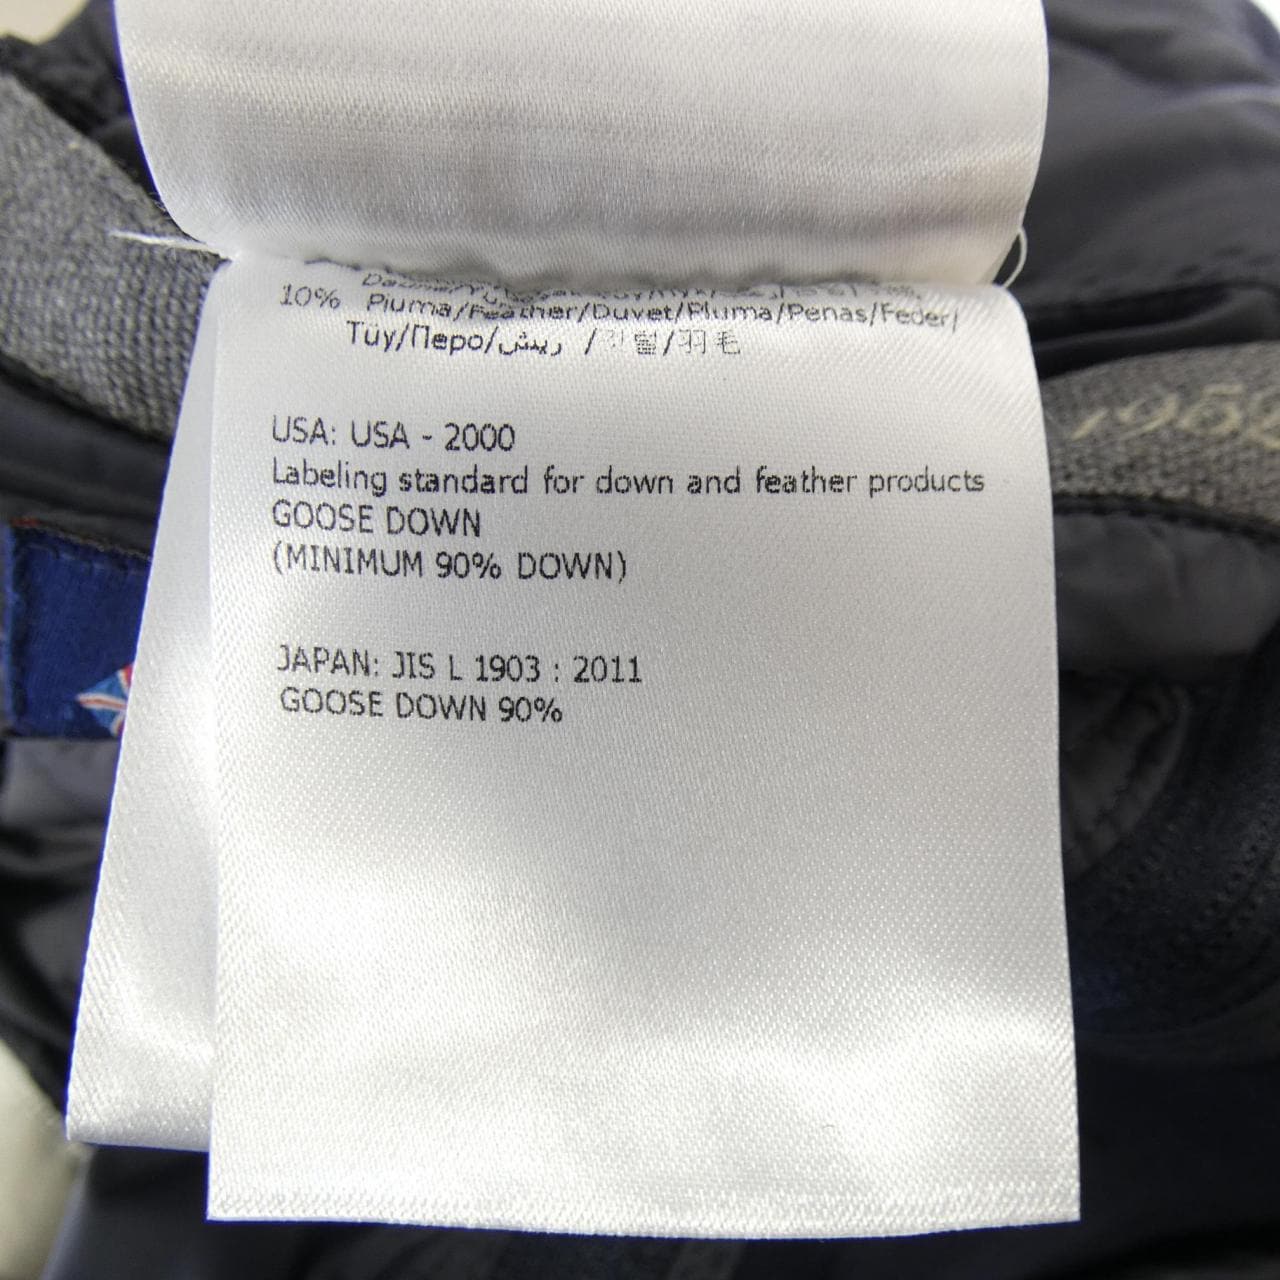 10% Piuma/Feather/Duvet/Pluma/Penas/Feder/
Tüy/Перо/ريش /깃털/羽毛
USA: USA - 2000
Labeling standard for down and feather products
GOOSE DOWN
(MINIMUM 90% DOWN)
JAPAN: JIS L 1903 : 2011
GOOSE DOWN 90%